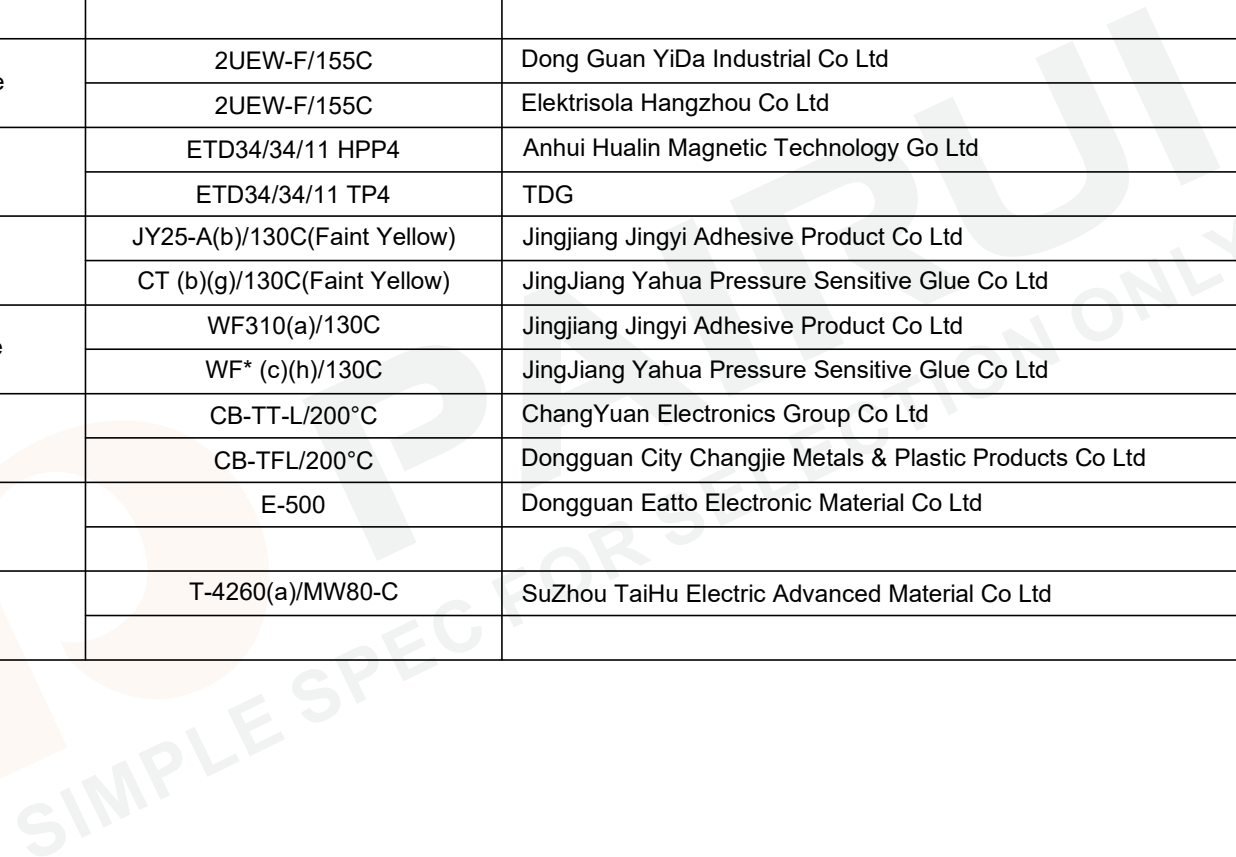 2UEW-F/155C Dong Guan YiDa Industrial Co Ltd
e
2UEW-F/155C Elektrisola Hangzhou Co Ltd
ETD34/34/11 HPP4 Anhui Hualin Magnetic Technology Go Ltd
ETD34/34/11 TP4 TDG
JY25-A(b)/130C(Faint Yellow) Jingjiang Jingyi Adhesive Product Co Ltd
CT (b)(g)/130C(Faint Yellow) JingJiang Yahua Pressure Sensitive Glue Co Ltd
WF310(a)/130C Jingjiang Jingyi Adhesive Product Co Ltd
e
WF* (c)(h)/130C JingJiang Yahua Pressure Sensitive Glue Co Ltd
CB-TT-L/200°C ChangYuan Electronics Group Co Ltd
CB-TFL/200°C Dongguan City Changjie Metals & Plastic Products Co Ltd
E-500 Dongguan Eatto Electronic Material Co Ltd
T-4260(a)/MW80-C SuZhou TaiHu Electric Advanced Material Co Ltd
PAIRUI
SIMPLE SPEC FOR SELECTION ONLY